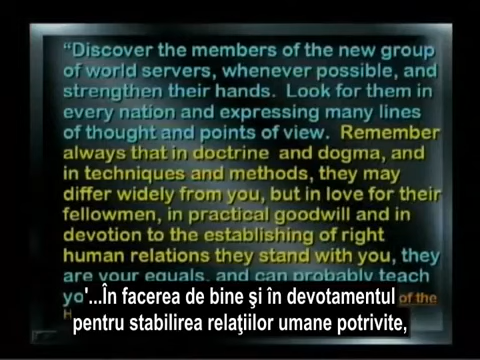 “Discover the members of the new group
of world servers, whenever possible, and
strengthen their hands.  Look for them in
every nation and expressing many lines
of thought and points of view.  Remember
always that in doctrine  and dogma, and
in techniques and methods, they may
differ widely from you, but in love for their
fellowmen, in practical goodwill and in
devotion to the establishing of right
human relations they stand with you, they
are your equals, and can probably teach
yo
of the
'...În facerea de bine şi în devotamentul
pentru stabilirea relaţiilor umane potrivite,